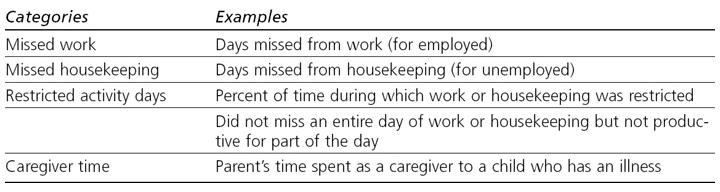 Categories Examples
Missed work Days missed from work (for employed)
Missed housekeeping Days missed from housekeeping (for unemployed)
Restricted activity days Percent of time during which work or housekeeping was restricted
Did not miss an entire day of work or housekeeping but not produc-
tive for part of the day
Caregiver time Parent’s time spent as a caregiver to a child who has an illness